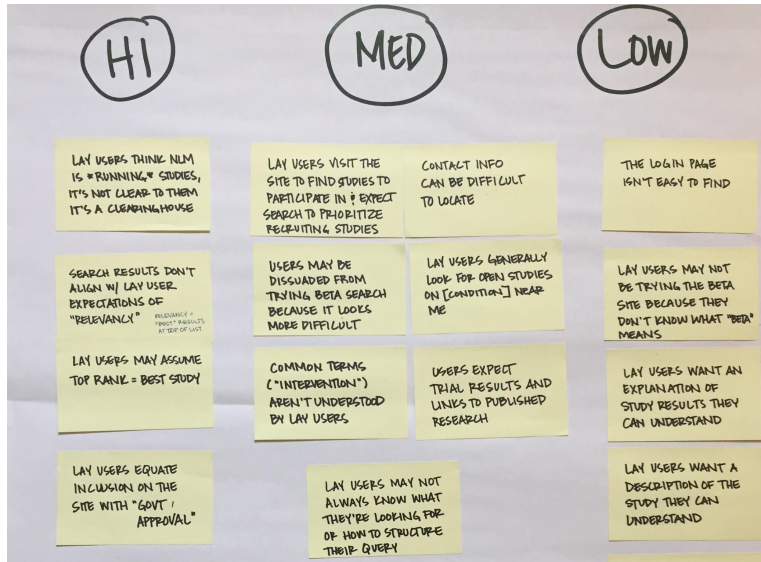 HI
LAY USERS THINK NLM
IS *RUNNING* STUDIES,
IT'S NOT CLEAR TO THEM
IT'S A CLEARINGHOUSE
SEARCH RESULTS DON'T
ALIGN W/ LAY USER
EXPECTATIONS OF
"RELEVANCY"
RELEVANCY =
"BEST" RESULTS
AT TOP OF LIST
LAY USERS MAY ASSUME
TOP RANK = BEST STUDY
LAY USERS EQUATE
INCLUSION ON THE
SITE WITH "GOVT
APPROVAL"
MED
LAY USERS VISIT THE
SITE TO FIND STUDIES TO
PARTICIPATE IN & EXPECT
SEARCH TO PRIORITIZE
RECRUITING STUDIES
CONTACT INFO
CAN BE DIFFICULT
TO LOCATE
USERS MAY BE
DISSUADED FROM
TRYING BETA SEARCH
BECAUSE IT LOOKS
MORE DIFFICULT
LAY USERS GENERALLY
LOOK FOR OPEN STUDIES
ON [CONDITION] NEAR
ME
COMMON TERMS
("INTERVENTION")
AREN'T UNDERSTOOD
BY LAY USERS
USERS EXPECT
TRIAL RESULTS AND
LINKS TO PUBLISHED
RESEARCH
LAY USERS MAY NOT
ALWAYS KNOW WHAT
THEY'RE LOOKING FOR
OR HOW TO STRUCTURE
THEIR QUERY
LOW
THE LOGIN PAGE
ISN'T EASY TO FIND
LAY USERS MAY NOT
BE TRYING THE BETA
SITE BECAUSE THEY
DON'T KNOW WHAT "BETA"
MEANS
LAY USERS WANT AN
EXPLANATION OF
STUDY RESULTS THEY
CAN UNDERSTAND
LAY USERS WANT A
DESCRIPTION OF THE
STUDY THEY CAN
UNDERSTAND